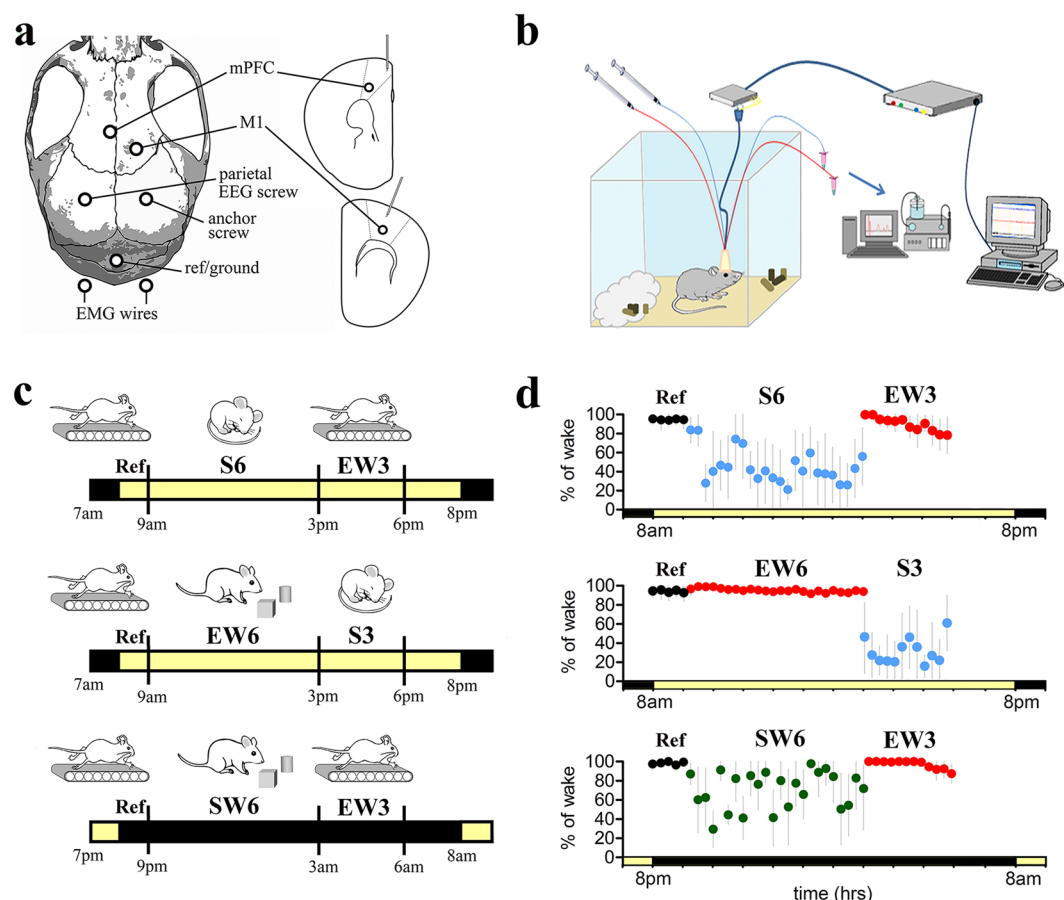 a
mPFC
M1
parietal
EEG screw
anchor
screw
ref/ground
EMG wires
b
c
Ref
S6
EW3
7am
9am
3pm
6pm
8pm
Ref
EW6
S3
7am
9am
3pm
6pm
8pm
Ref
SW6
EW3
7pm
9pm
3am
6am
8am
d
Ref
S6
EW3
% of wake
100
80
60
40
20
0
8am
8pm
Ref
EW6
S3
% of wake
100
80
60
40
20
0
8am
8pm
Ref
SW6
EW3
% of wake
100
80
60
40
20
0
8pm
time (hrs)
8am